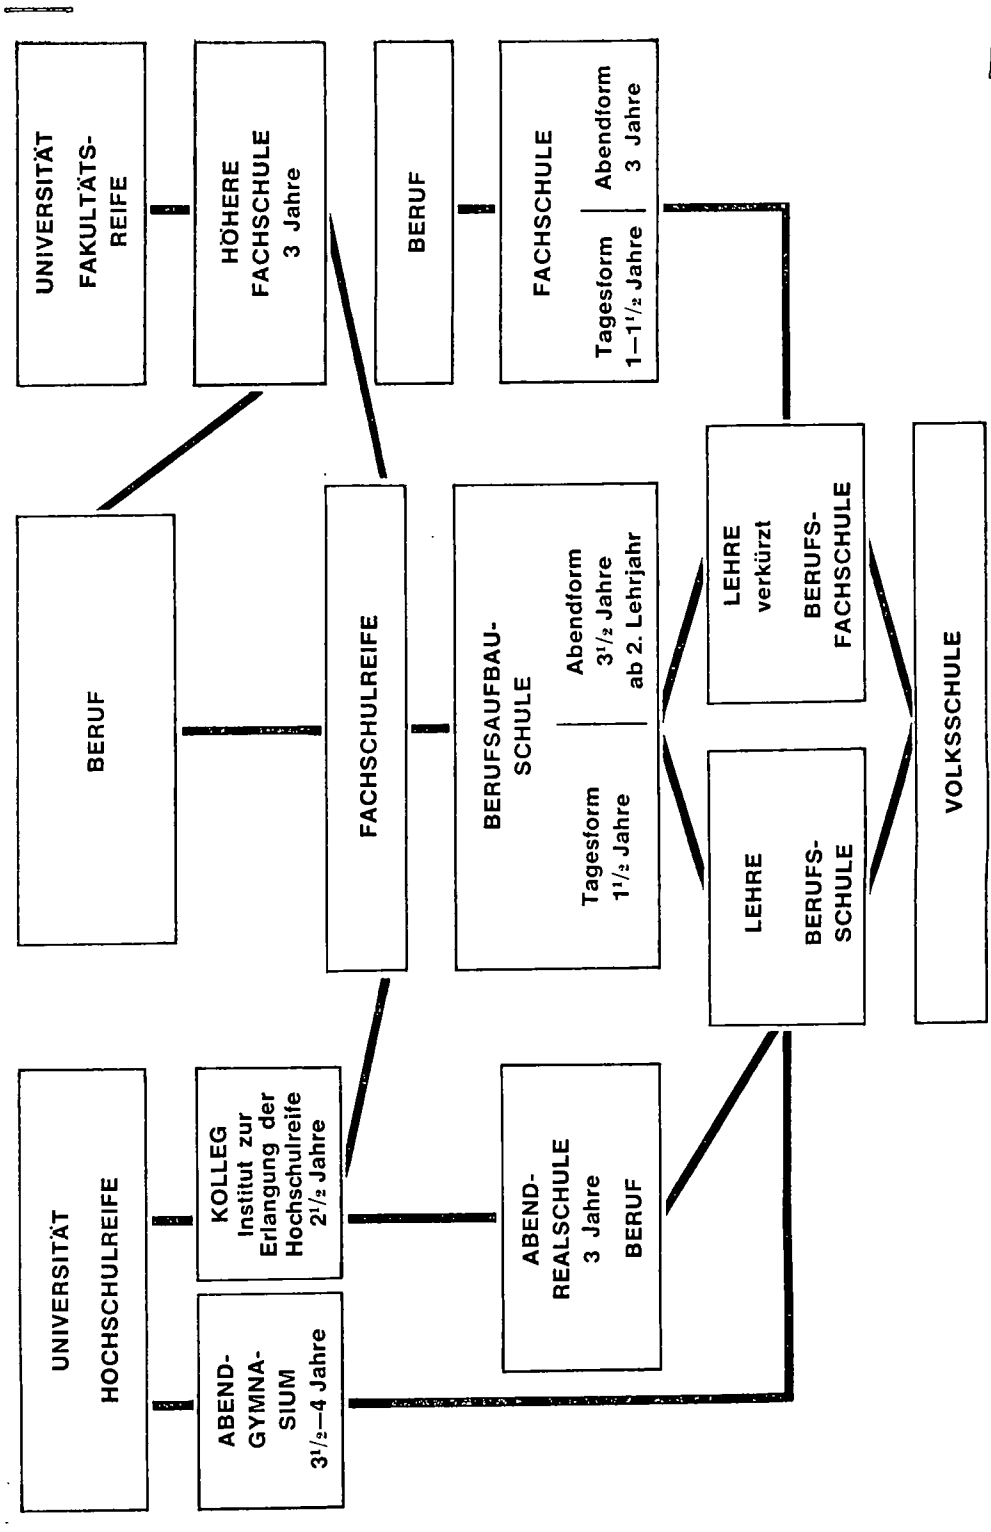 UNIVERSITÄT
HOCHSCHULREIFE
BERUF
UNIVERSITÄT
FAKULTÄTS-
REIFE
ABEND-
GYMNA-
SIUM
3¹/₂—4 Jahre
KOLLEG
Institut zur
Erlangung der
Hochschulreife
2¹/₂ Jahre
HÖHERE
FACHSCHULE
3 Jahre
FACHSCHULREIFE
BERUF
BERUFSAUFBAU-
SCHULE
Tagesform
1¹/₂ Jahre
Abendform
3¹/₂ Jahre
ab 2. Lehrjahr
ABEND-
REALSCHULE
3 Jahre
BERUF
FACHSCHULE
Tagesform
1—1¹/₂ Jahre
Abendform
3 Jahre
LEHRE
BERUFS-
SCHULE
LEHRE
verkürzt
BERUFS-
FACHSCHULE
VOLKSSCHULE